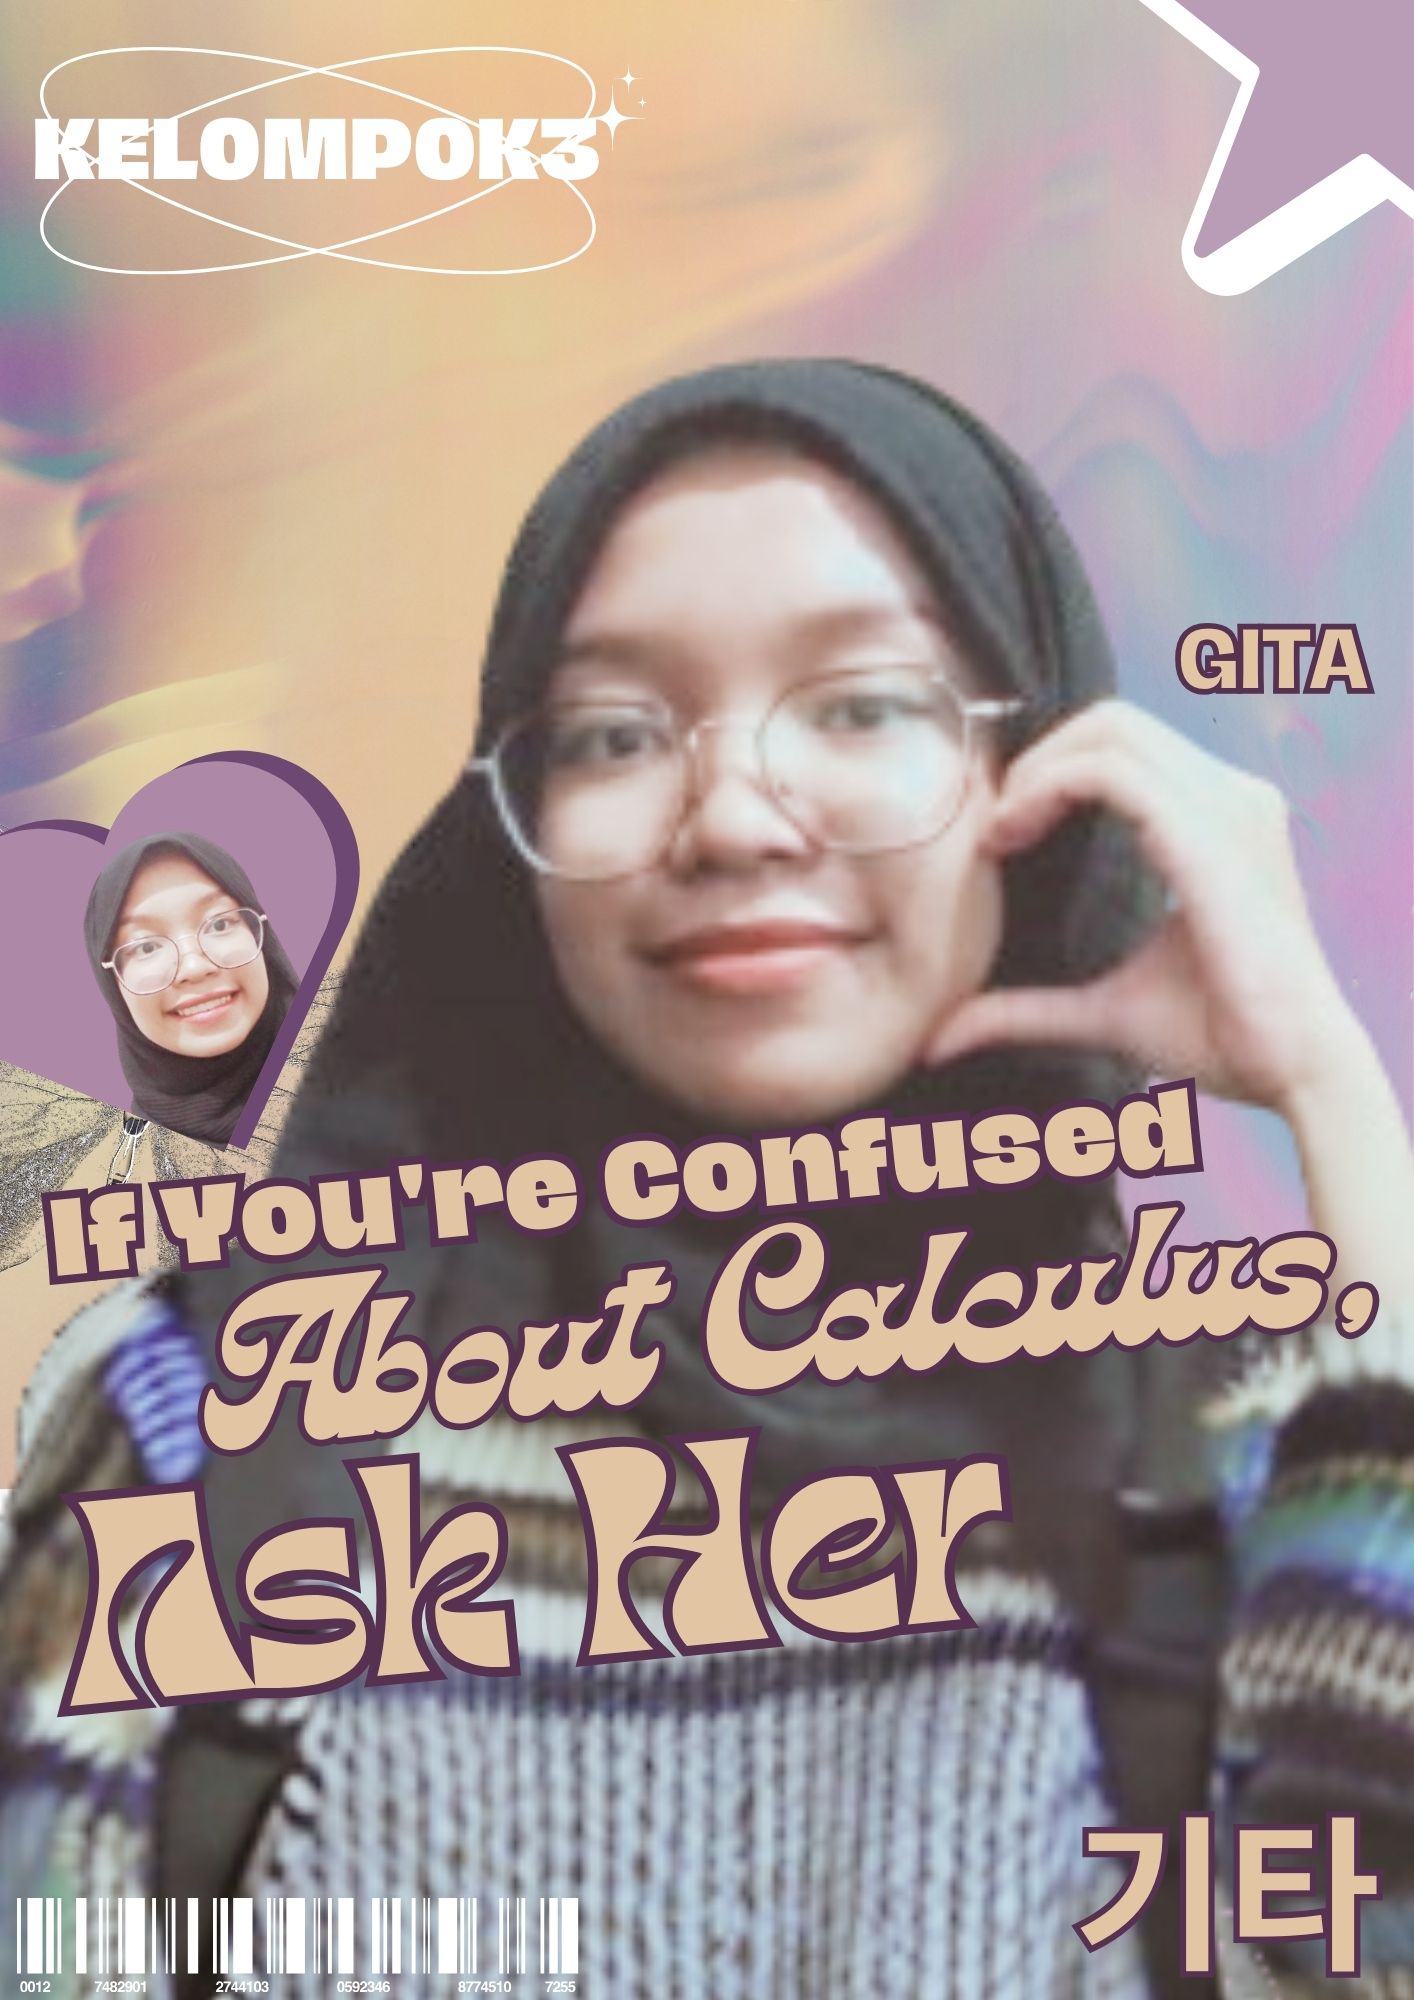 KELOMPOK3
GITA
If You're Confused
About Calculus,
Ask Her
기타
0012 7482901 2744103 0592346 8774510 7255